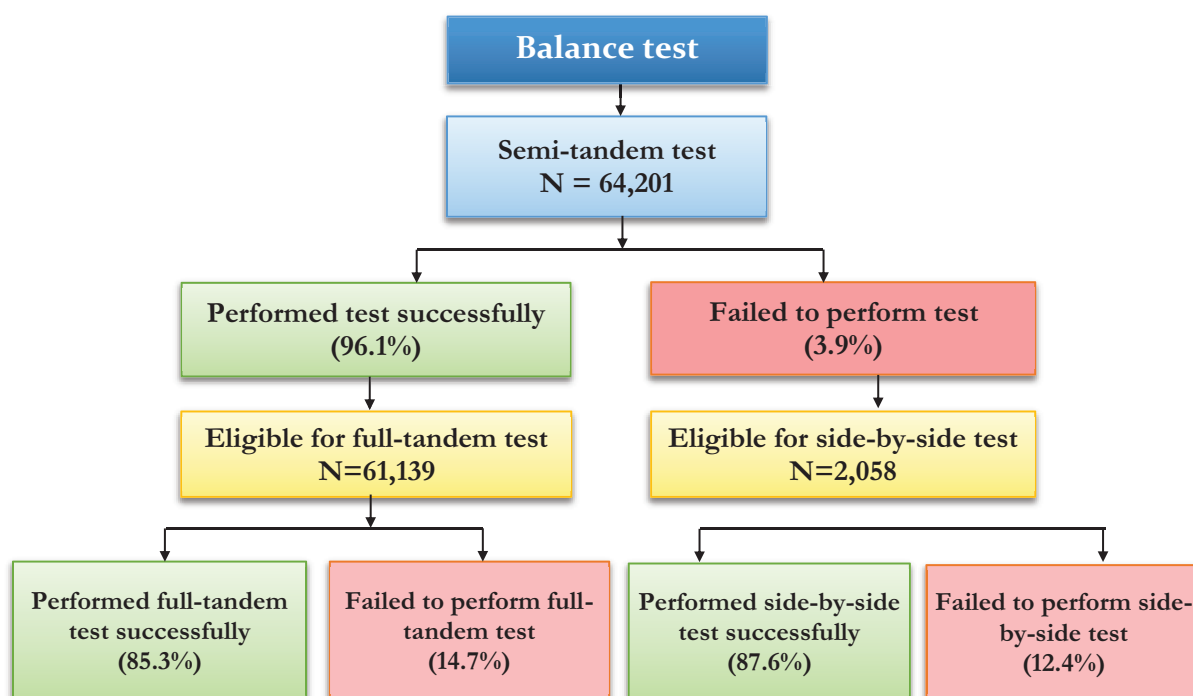 Balance test
Semi-tandem test
N = 64,201
Performed test successfully
(96.1%)
Failed to perform test
(3.9%)
Eligible for full-tandem test
N=61,139
Eligible for side-by-side test
N=2,058
Performed full-tandem
test successfully
(85.3%)
Failed to perform full-
tandem test
(14.7%)
Performed side-by-side
test successfully
(87.6%)
Failed to perform side-
by-side test
(12.4%)